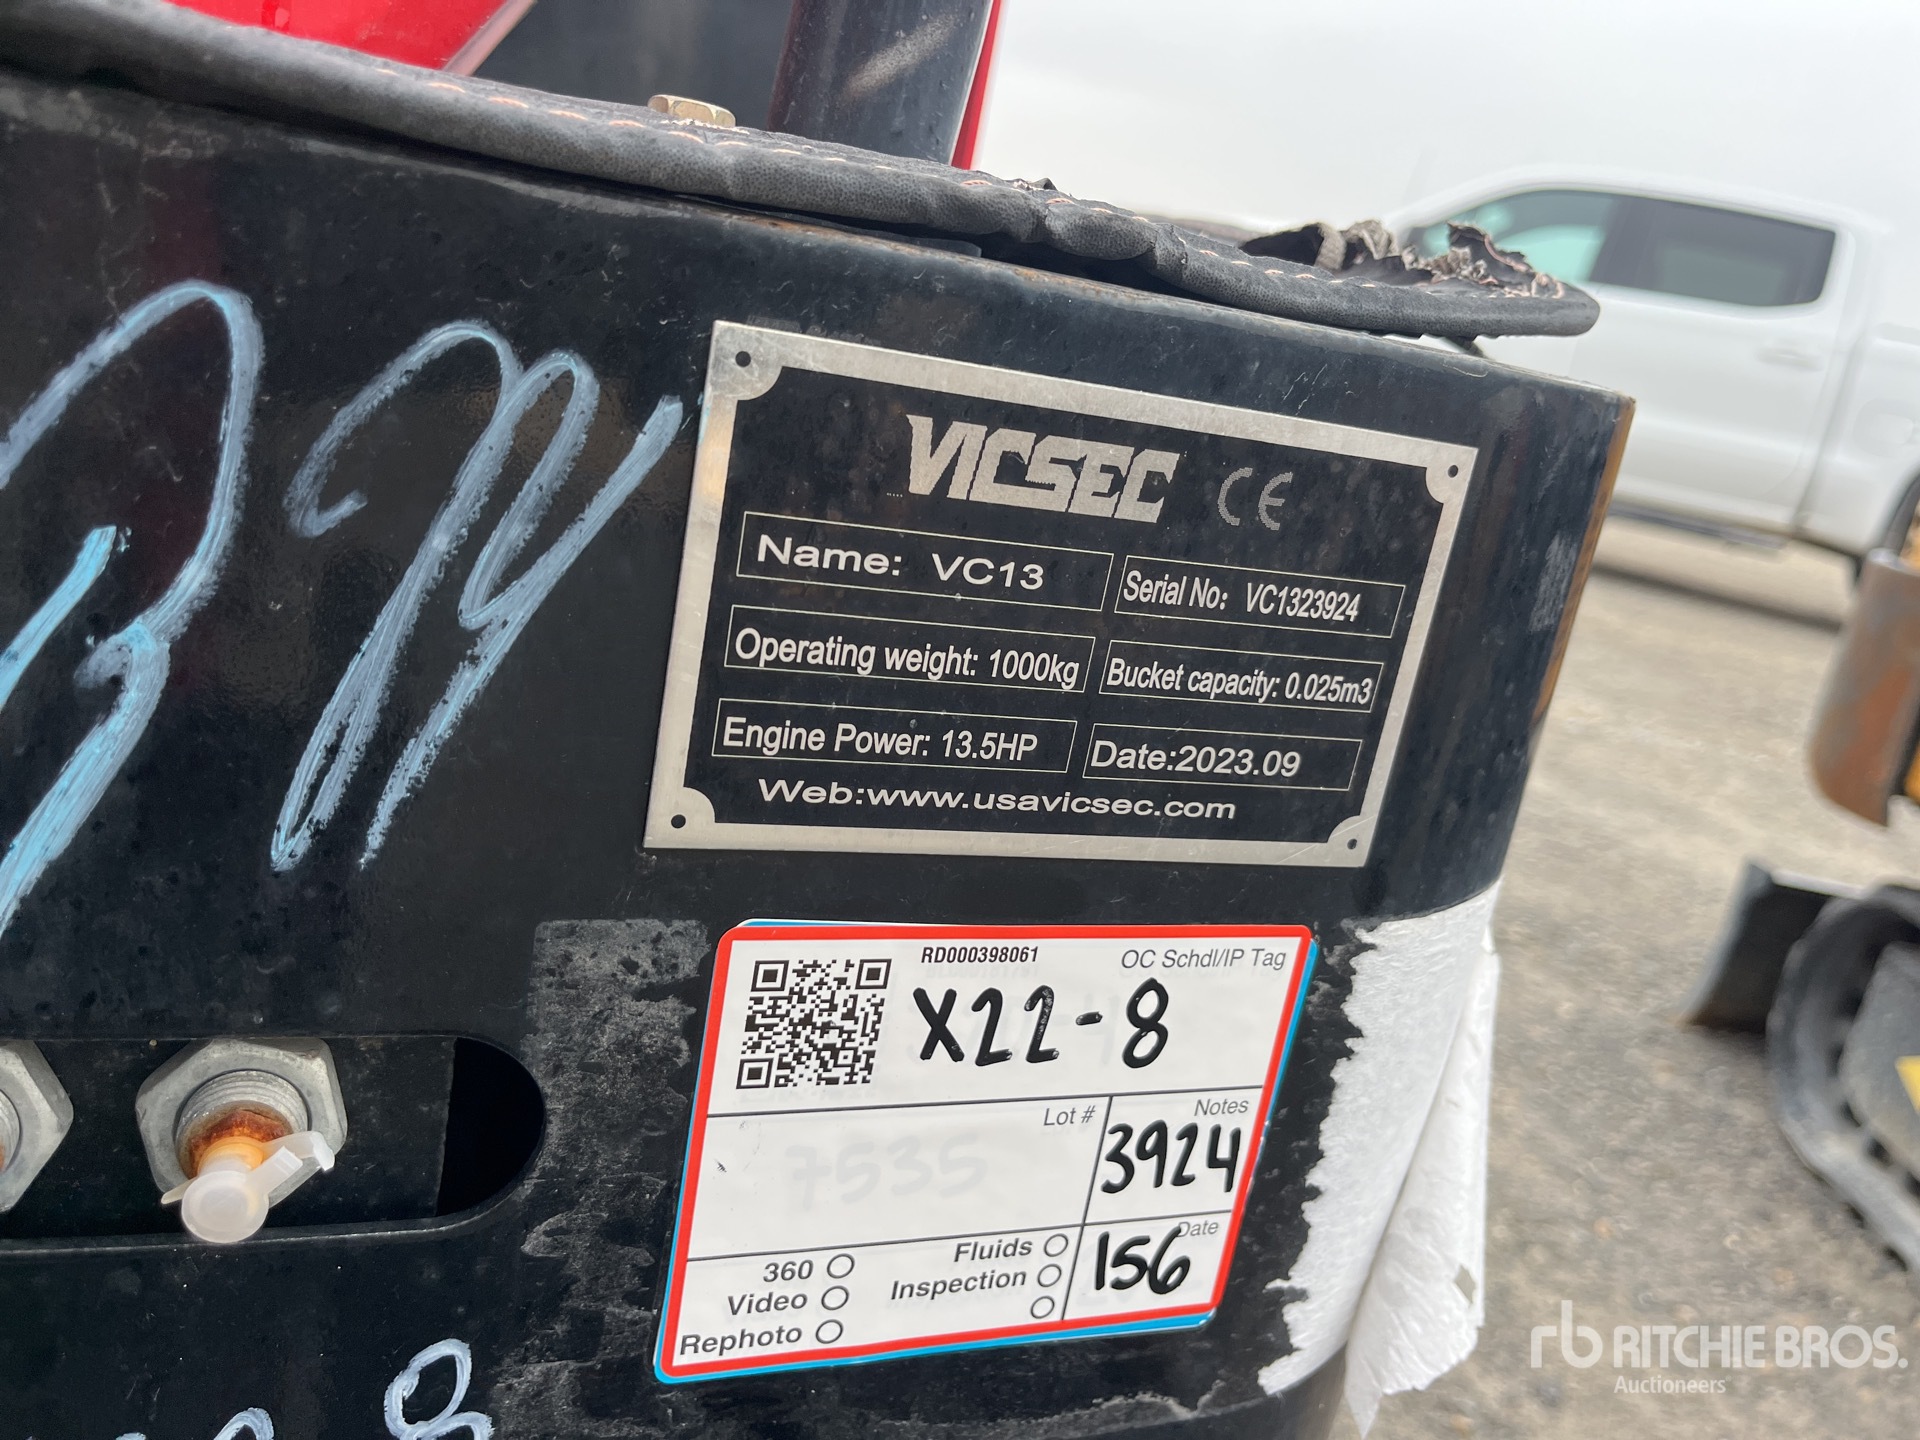 VICSEC CE
Name: VC13
Serial No: VC1323924
Operating weight: 1000kg
Bucket capacity: 0.025m3
Engine Power: 13.5HP
Date:2023.09
Web:www.usavicsec.com
RD000398061
OC Schdl/IP Tag
X22-8
Lot #
7535
Notes
3924
Date
156
360
Video
Rephoto
Fluids
Inspection
8
rb RITCHIE BROS.
Auctioneers